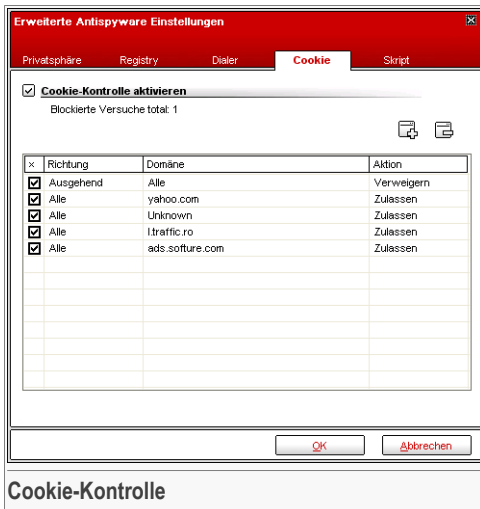 Erweiterte Antispyware Einstellungen
Privatsphäre Registry Dialer Cookie Skript
Cookie-Kontrolle aktivieren
Blockierte Versuche total: 1
× Richtung Domäne Aktion
Ausgehend Alle Verweigern
Alle yahoo.com Zulassen
Alle Unknown Zulassen
Alle l.traffic.ro Zulassen
Alle ads.softure.com Zulassen
OK Abbrechen
Cookie-Kontrolle